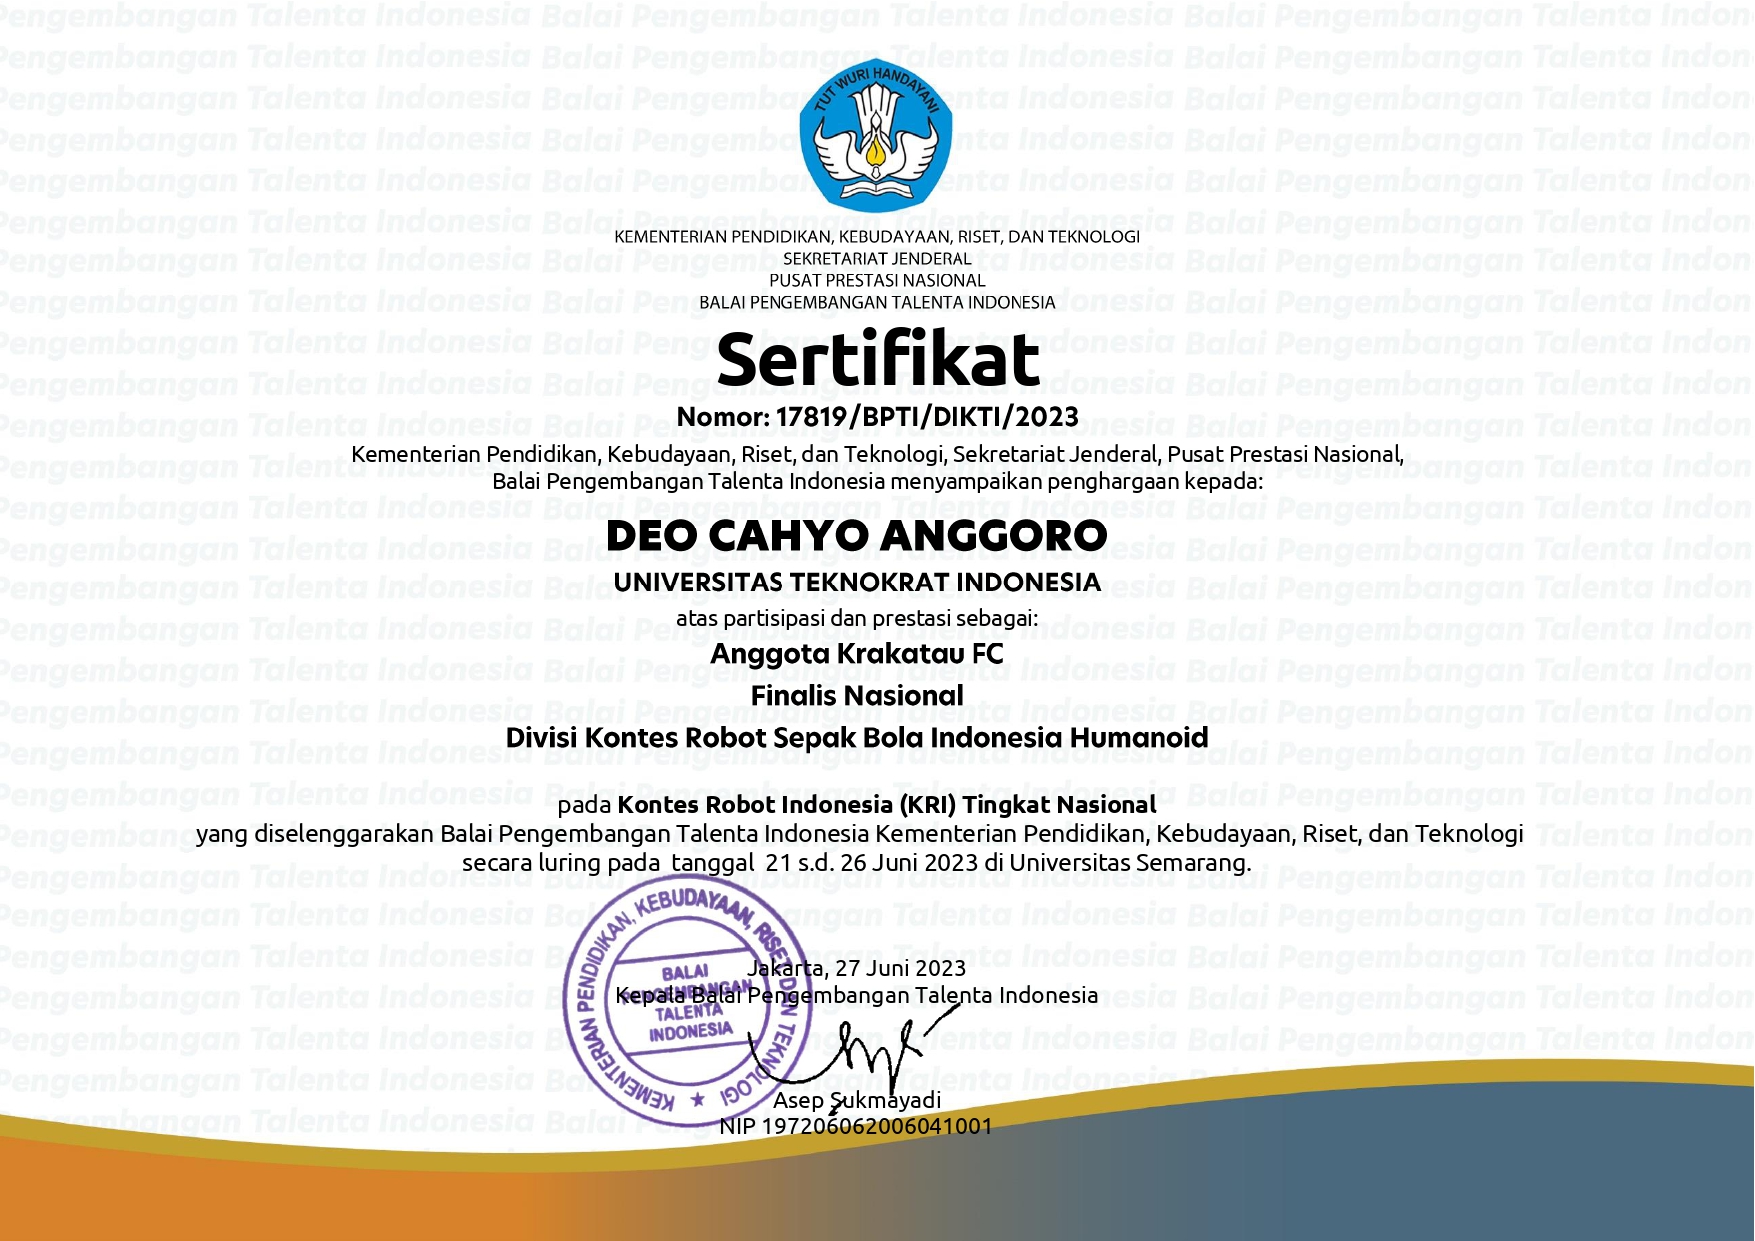 TUT WURI HANDAYANI
KEMENTERIAN PENDIDIKAN, KEBUDAYAAN, RISET, DAN TEKNOLOGI
SEKRETARIAT JENDERAL
PUSAT PRESTASI NASIONAL
BALAI PENGEMBANGAN TALENTA INDONESIA
Sertifikat
Nomor: 17819/BPTI/DIKTI/2023
Kementerian Pendidikan, Kebudayaan, Riset, dan Teknologi, Sekretariat Jenderal, Pusat Prestasi Nasional,
Balai Pengembangan Talenta Indonesia menyampaikan penghargaan kepada:
DEO CAHYO ANGGORO
UNIVERSITAS TEKNOKRAT INDONESIA
atas partisipasi dan prestasi sebagai:
Anggota Krakatau FC
Finalis Nasional
Divisi Kontes Robot Sepak Bola Indonesia Humanoid
pada Kontes Robot Indonesia (KRI) Tingkat Nasional
yang diselenggarakan Balai Pengembangan Talenta Indonesia Kementerian Pendidikan, Kebudayaan, Riset, dan Teknologi
secara luring pada tanggal 21 s.d. 26 Juni 2023 di Universitas Semarang.
KEMENTERIAN PENDIDIKAN, KEBUDAYAAN, RISET DAN TEKNOLOGI
BALAI
PENGEMBANGAN
TALENTA
INDONESIA
Jakarta, 27 Juni 2023
Kepala Balai Pengembangan Talenta Indonesia
Asep Sukmayadi
NIP 197206062006041001